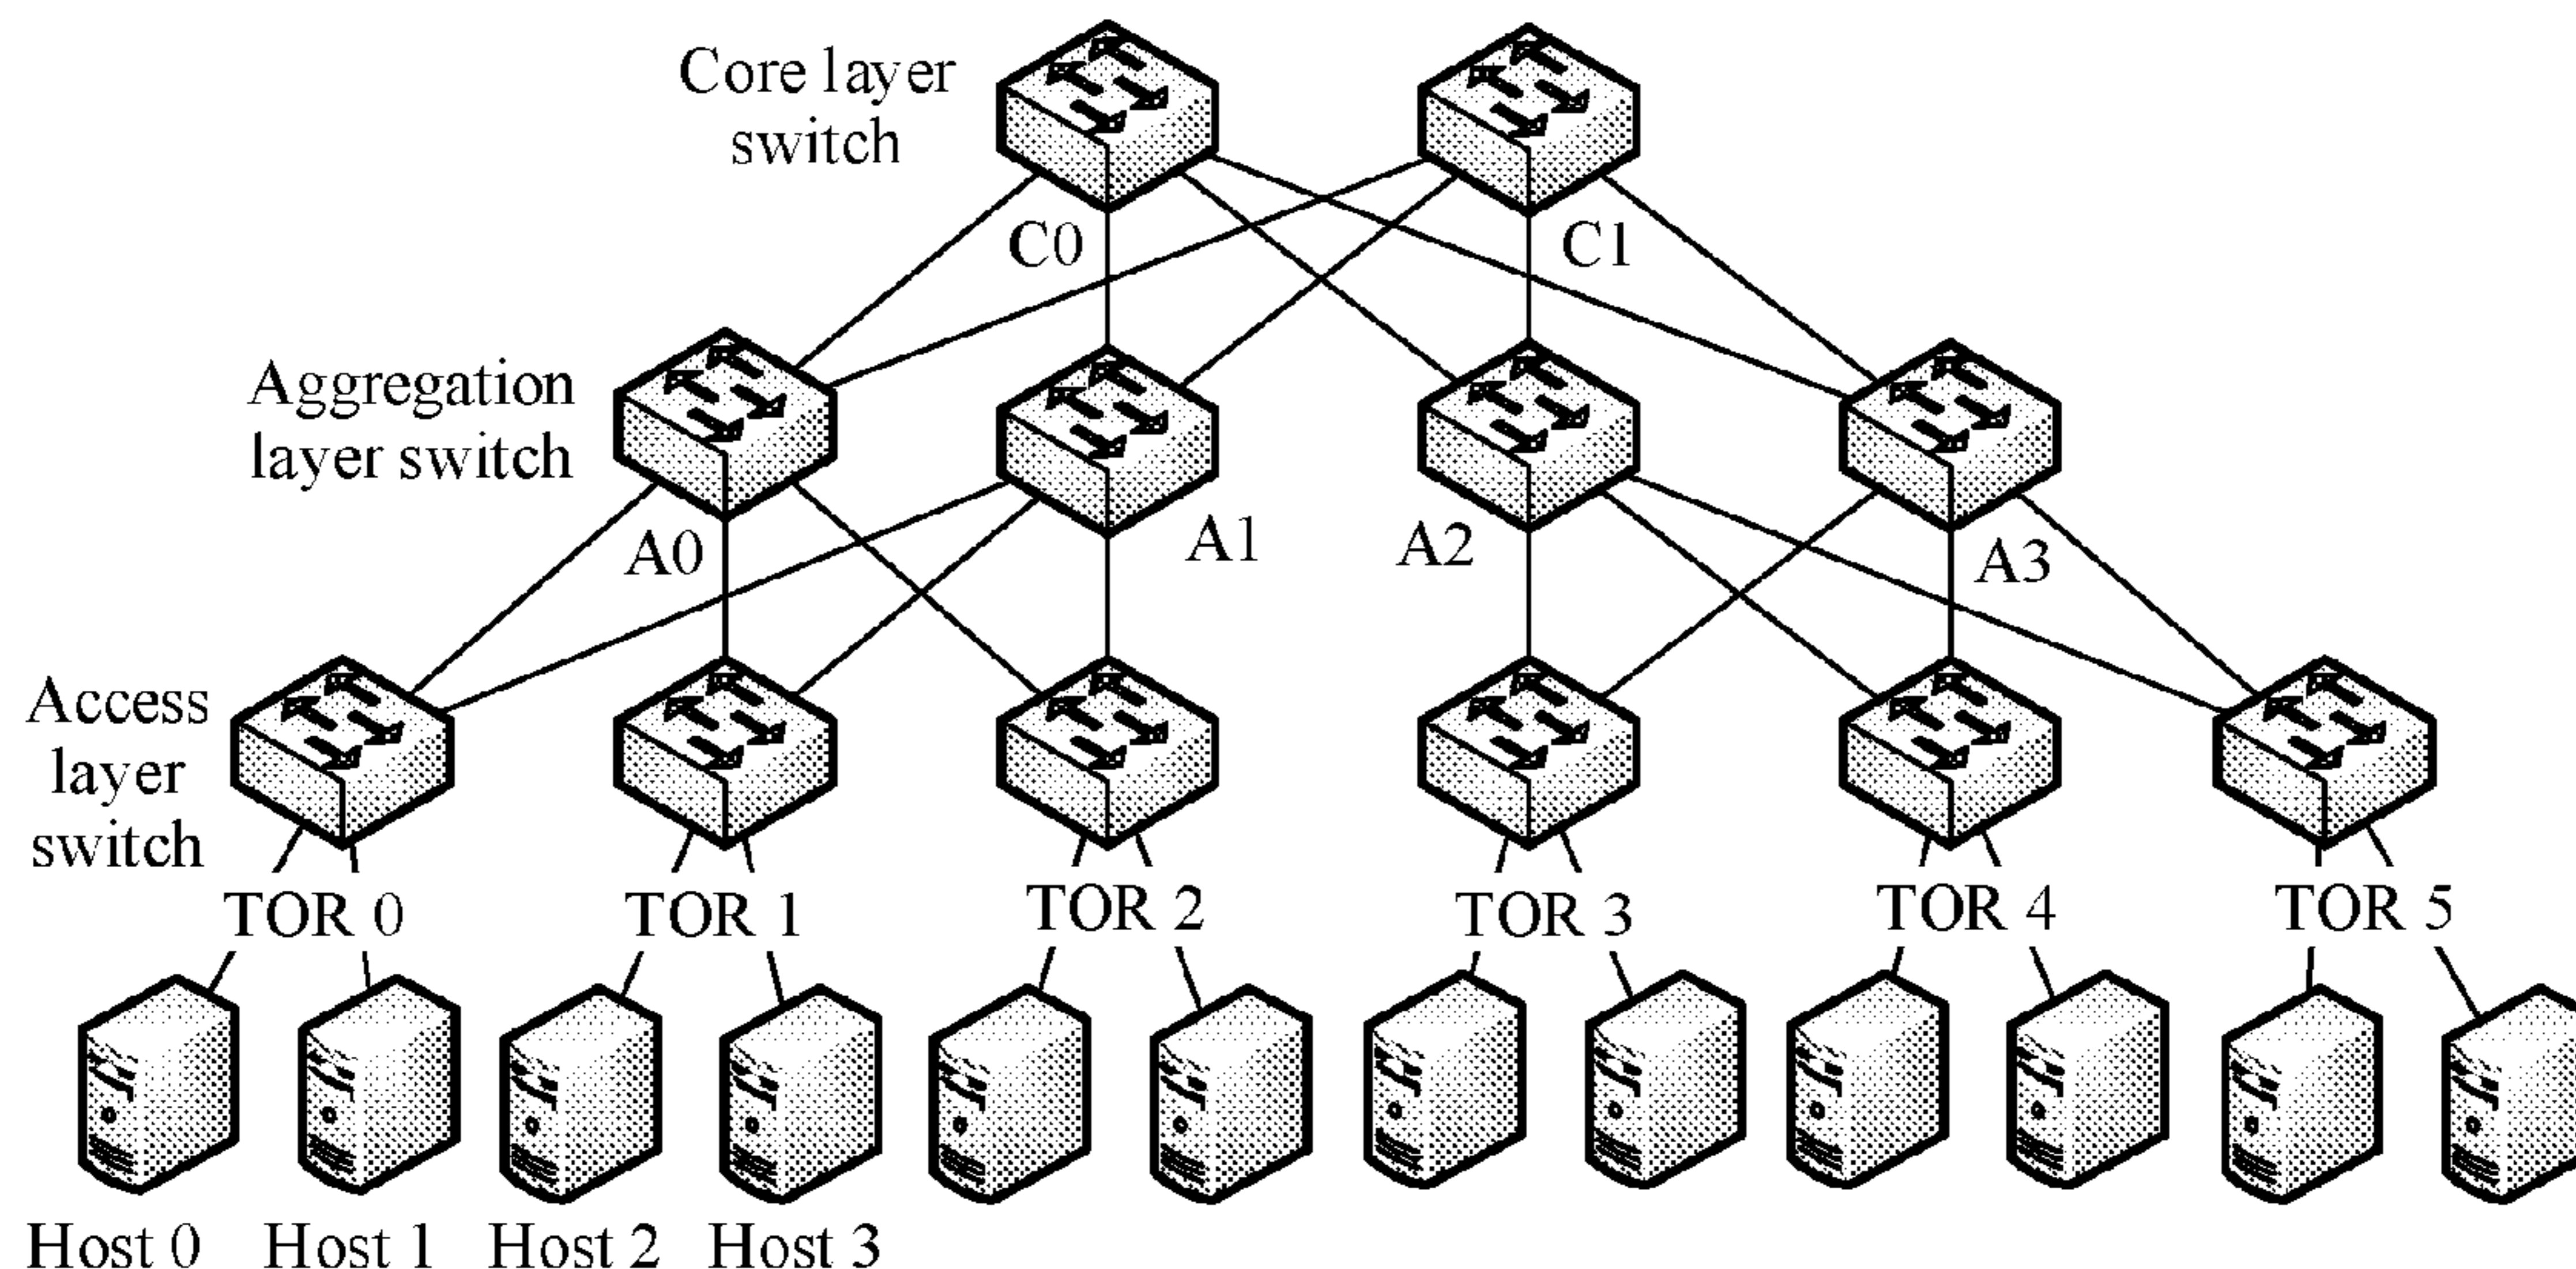 Core layer
switch
C0
C1
Aggregation
layer switch
A0
A1
A2
A3
Access
layer
switch
TOR 0
TOR 1
TOR 2
TOR 3
TOR 4
TOR 5
Host 0
Host 1
Host 2
Host 3